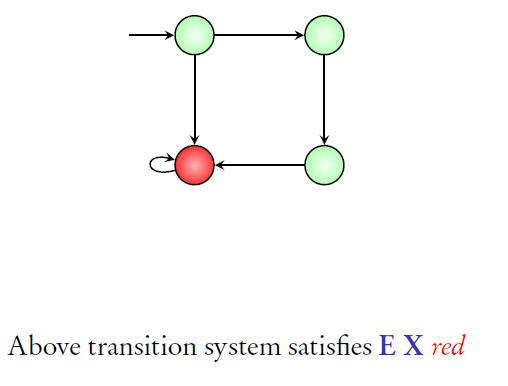 Above transition system satisfies E X red